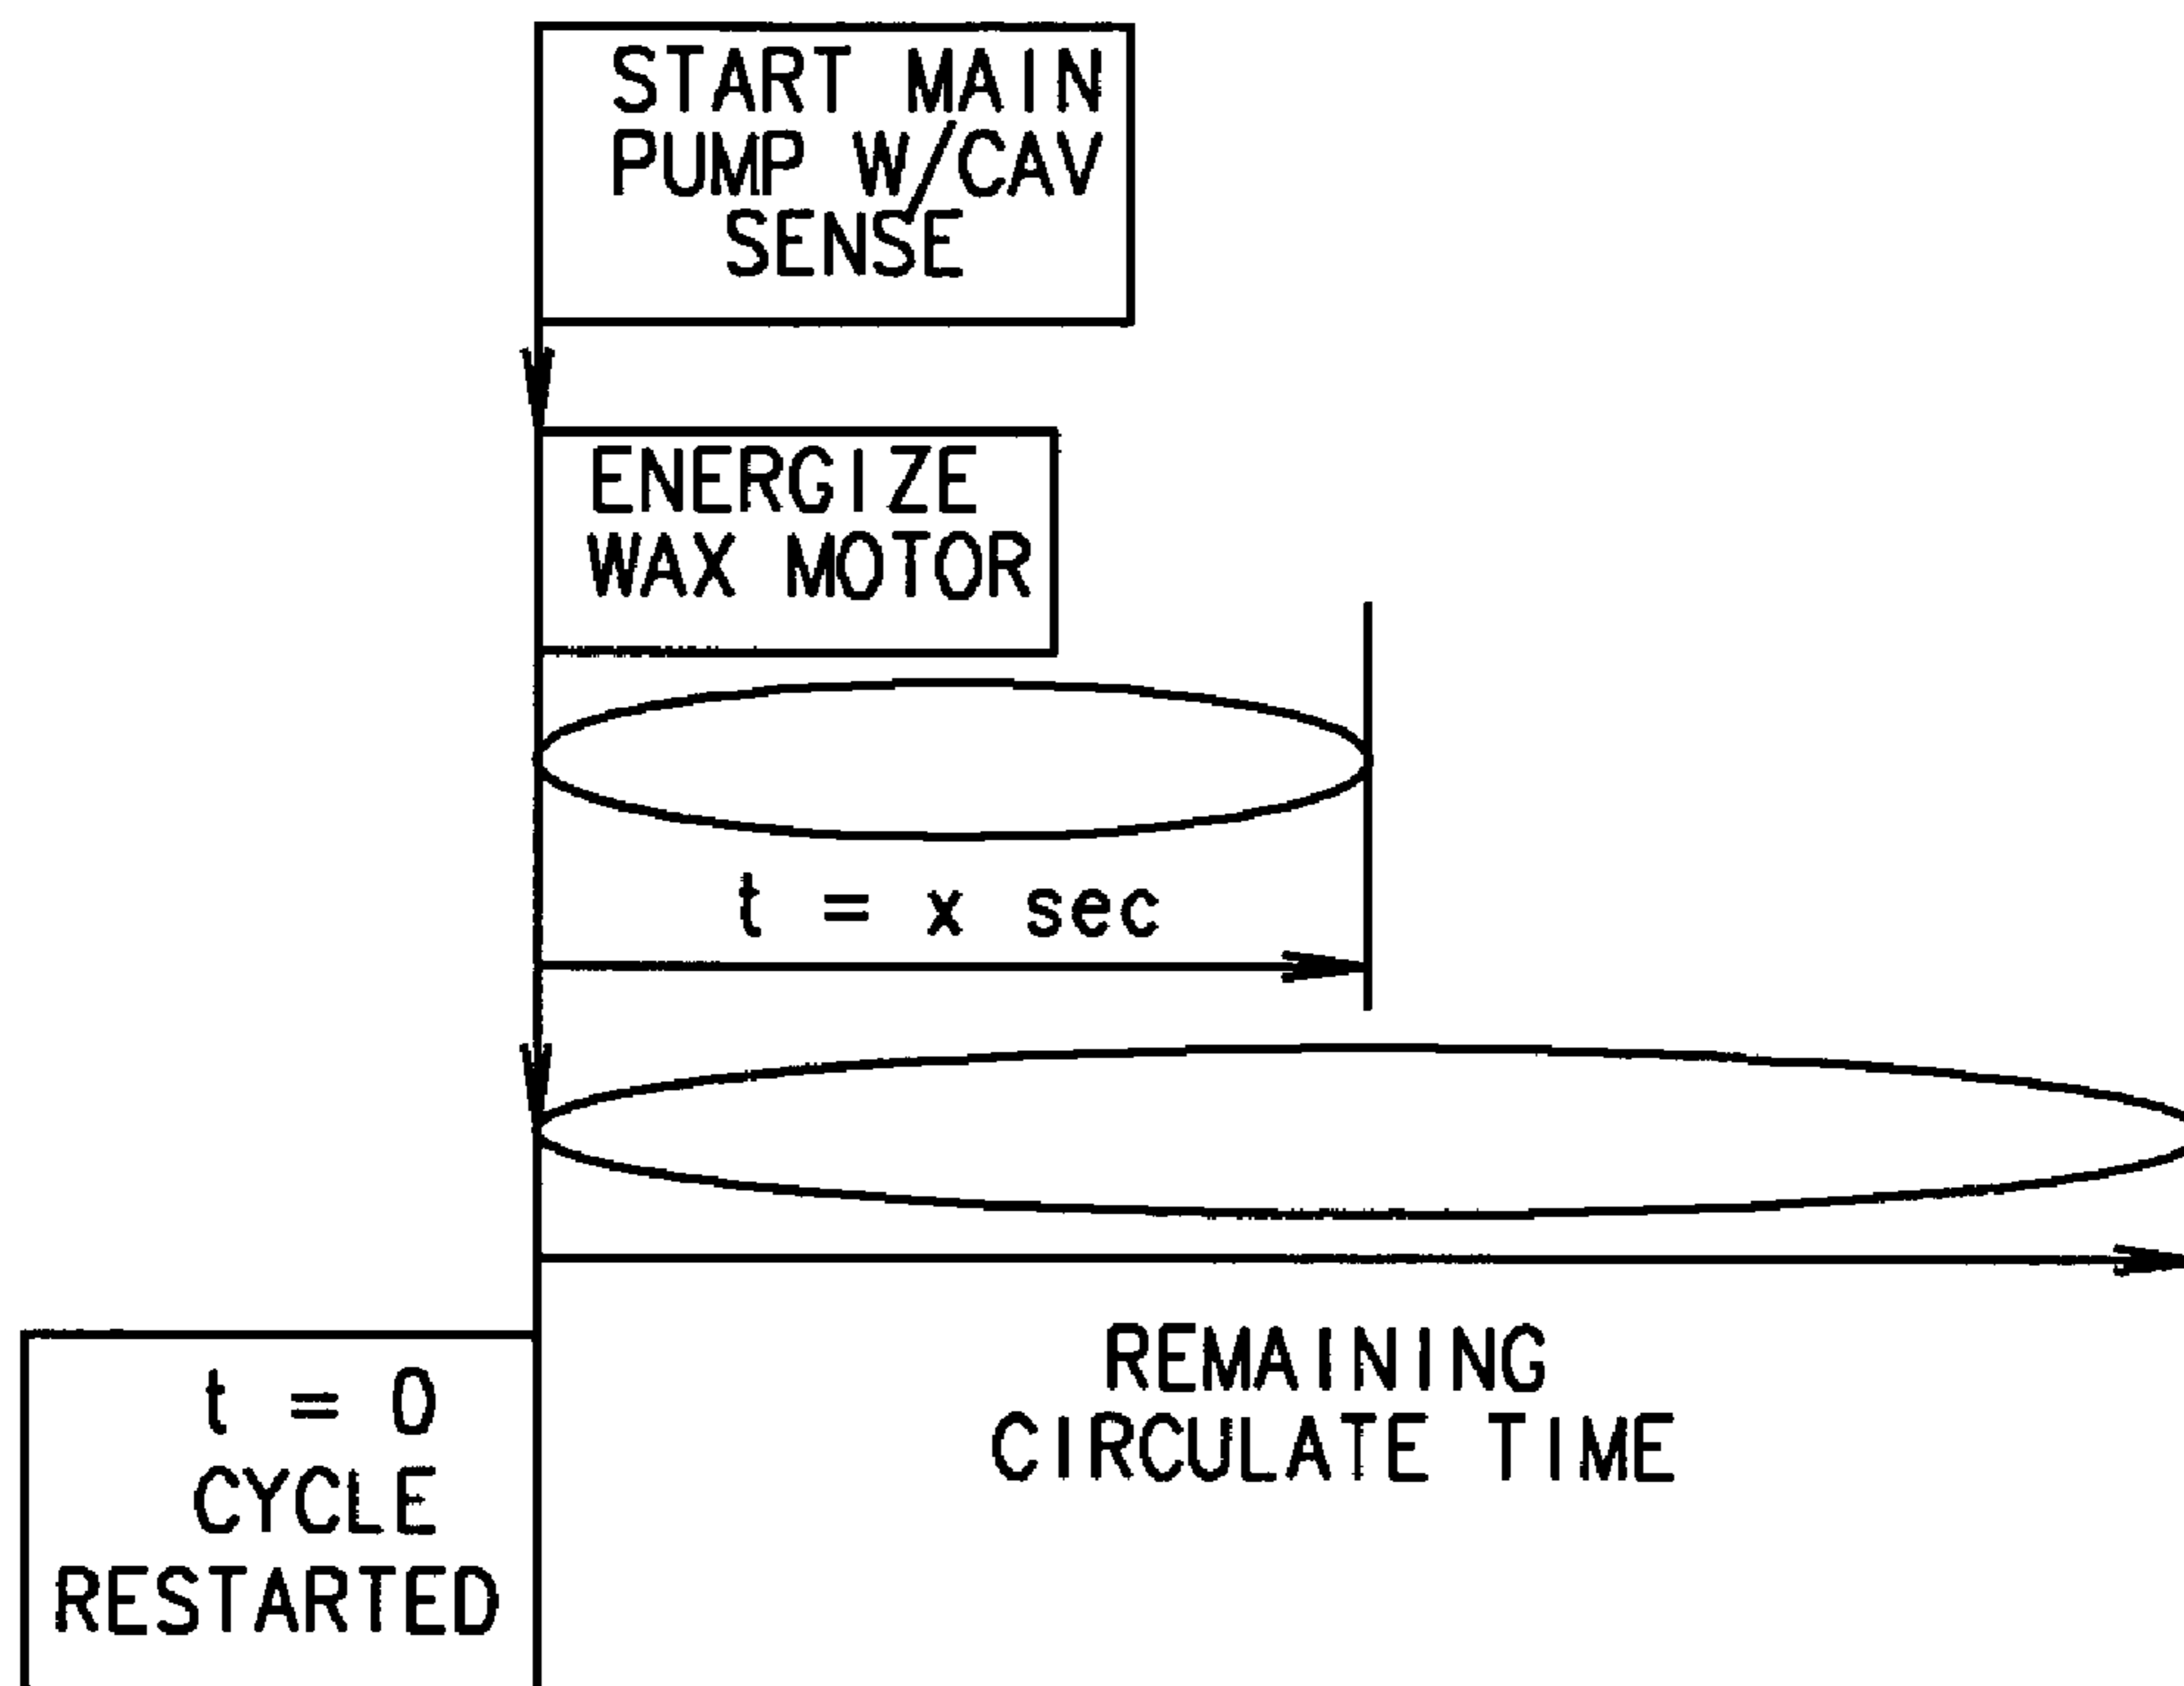 START MAIN
PUMP W/CAV
SENSE
ENERGIZE
WAX MOTOR
t = x sec
REMAINING
CIRCULATE TIME
t = 0
CYCLE
RESTARTED